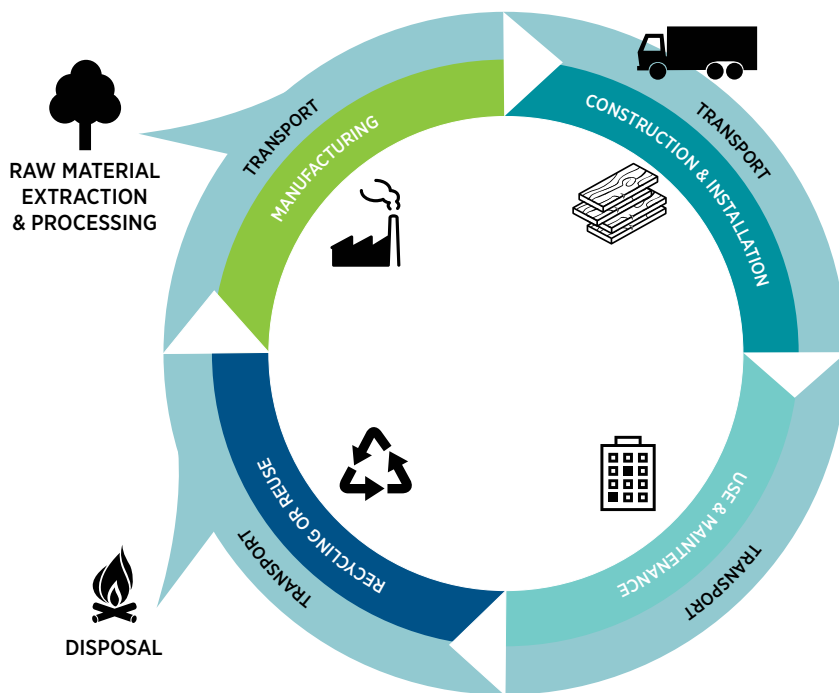 TRANSPORT
MANUFACTURING
RAW MATERIAL
EXTRACTION
& PROCESSING
TRANSPORT
CONSTRUCTION & INSTALLATION
USE & MAINTENANCE
TRANSPORT
RECYCLING OR REUSE
TRANSPORT
DISPOSAL